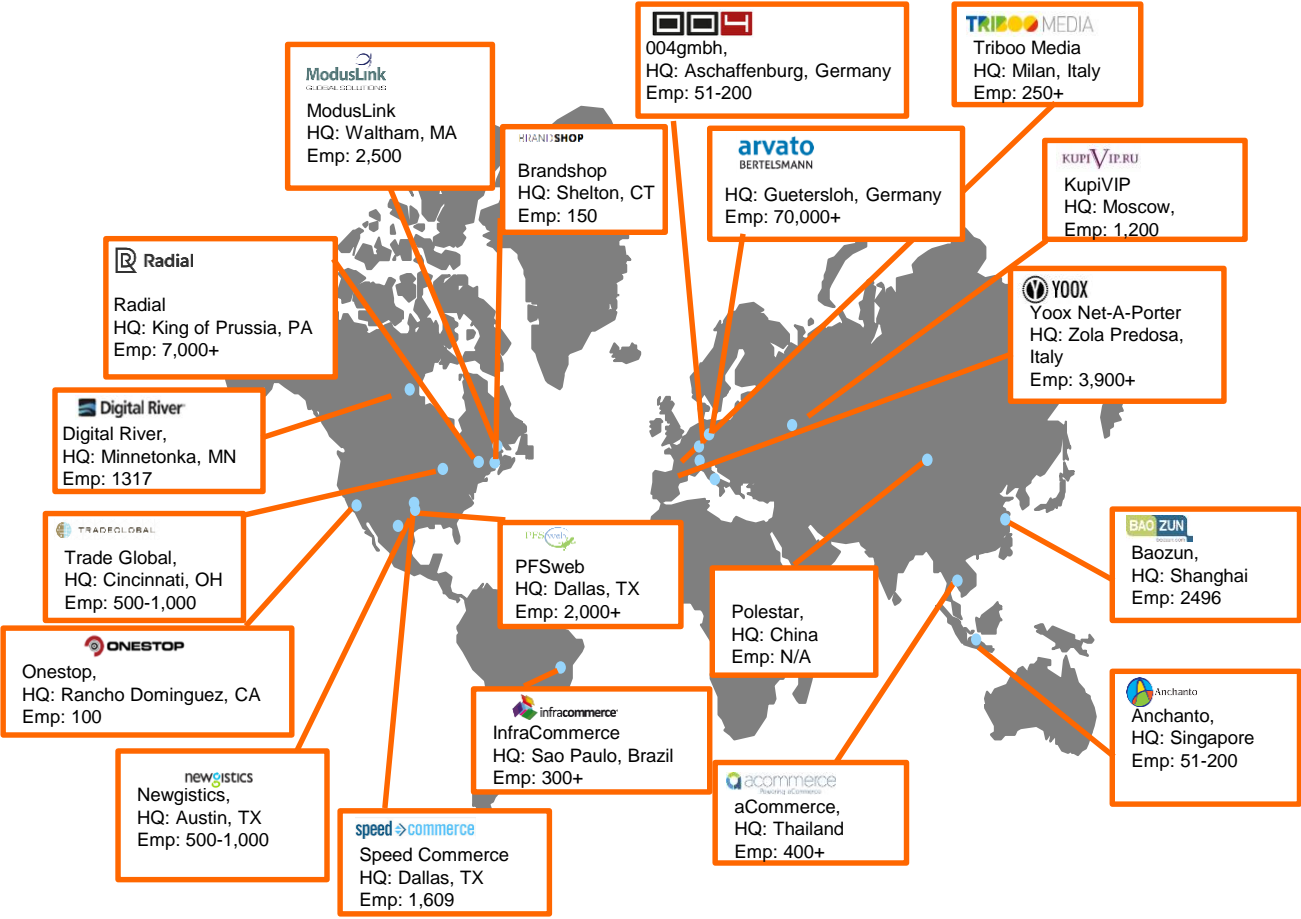 ModusLink
GLOBAL SOLUTIONS
ModusLink
HQ: Waltham, MA
Emp: 2,500
004
004gmbh,
HQ: Aschaffenburg, Germany
Emp: 51-200
TRIBOO MEDIA
Triboo Media
HQ: Milan, Italy
Emp: 250+
BRANDSHOP
Brandshop
HQ: Shelton, CT
Emp: 150
arvato
BERTELSMANN
HQ: Guetersloh, Germany
Emp: 70,000+
KUPIVIP.RU
KupiVIP
HQ: Moscow,
Emp: 1,200
Radial
Radial
HQ: King of Prussia, PA
Emp: 7,000+
YOOX
Yoox Net-A-Porter
HQ: Zola Predosa,
Italy
Emp: 3,900+
Digital River
Digital River,
HQ: Minnetonka, MN
Emp: 1317
TRADEGLOBAL
Trade Global,
HQ: Cincinnati, OH
Emp: 500-1,000
PFSweb
PFSweb
HQ: Dallas, TX
Emp: 2,000+
Polestar,
HQ: China
Emp: N/A
BAOZUN
baozun.com
Baozun,
HQ: Shanghai
Emp: 2496
ONESTOP
Onestop,
HQ: Rancho Dominguez, CA
Emp: 100
infracommerce
InfraCommerce
HQ: Sao Paulo, Brazil
Emp: 300+
Anchanto
Anchanto,
HQ: Singapore
Emp: 51-200
newgistics
Newgistics,
HQ: Austin, TX
Emp: 500-1,000
speed commerce
Speed Commerce
HQ: Dallas, TX
Emp: 1,609
acommerce
Powering eCommerce
aCommerce,
HQ: Thailand
Emp: 400+